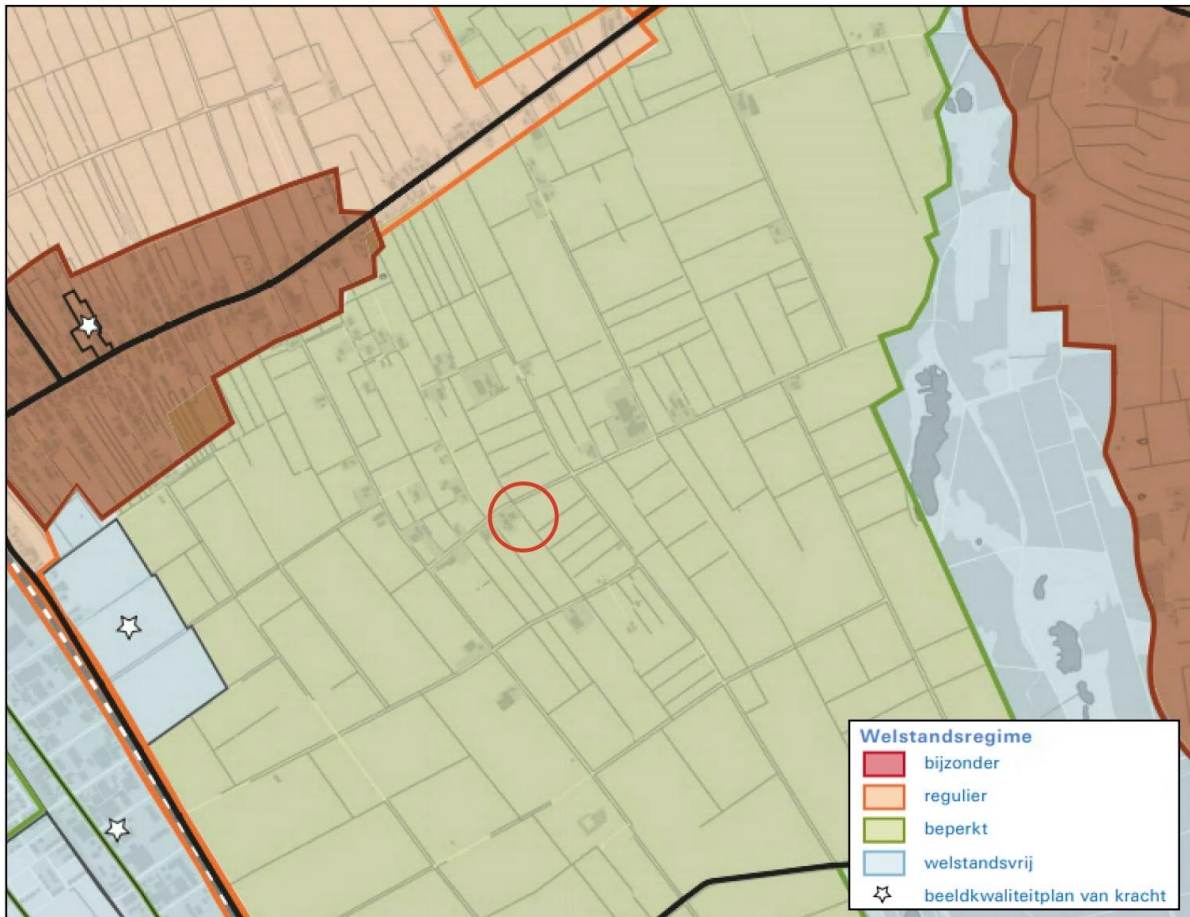 Welstandsregime
bijzonder
regulier
beperkt
welstandsvrij
beeldkwaliteitplan van kracht